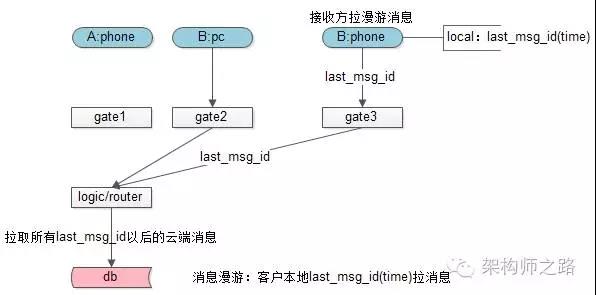 接收方拉漫游消息
A:phone
B:pc
B:phone
local：last_msg_id(time)
last_msg_id
gate1
gate2
gate3
last_msg_id
logic/router
拉取所有last_msg_id以后的云端消息
db
消息漫游：客户本地last_msg_id(time)拉消息
架构师之路